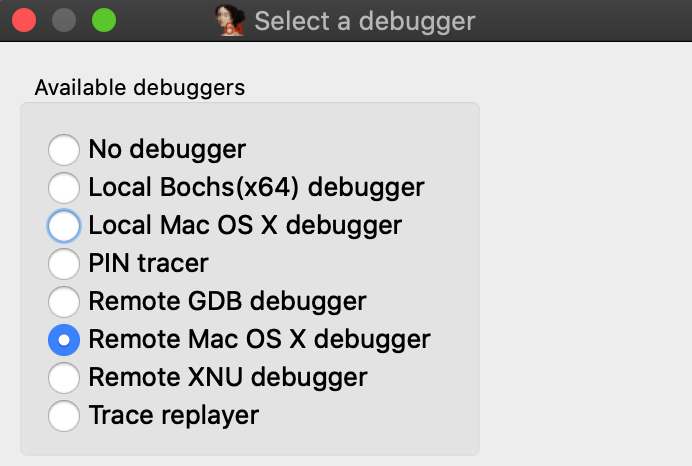 64 Select a debugger
Available debuggers
No debugger
Local Bochs(x64) debugger
Local Mac OS X debugger
PIN tracer
Remote GDB debugger
Remote Mac OS X debugger
Remote XNU debugger
Trace replayer